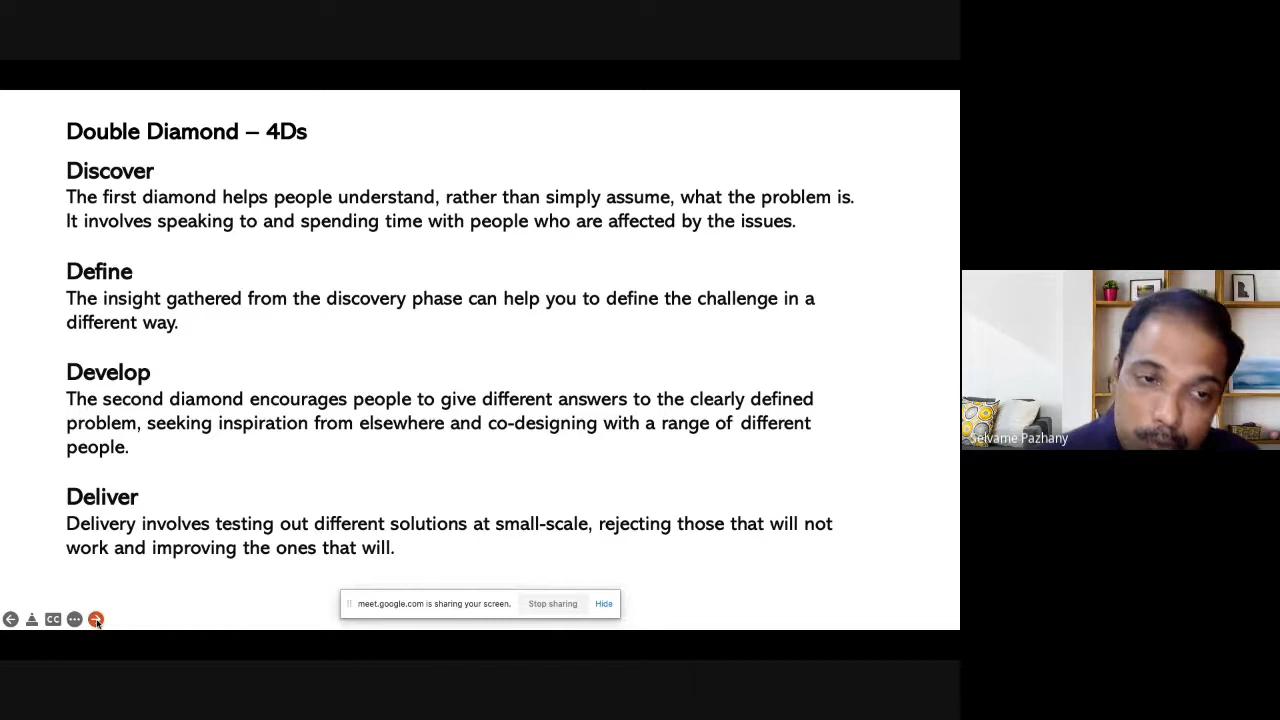 Double Diamond – 4Ds
Discover
The first diamond helps people understand, rather than simply assume, what the problem is.
It involves speaking to and spending time with people who are affected by the issues.
Define
The insight gathered from the discovery phase can help you to define the challenge in a
different way.
Develop
The second diamond encourages people to give different answers to the clearly defined
problem, seeking inspiration from elsewhere and co-designing with a range of different
people.
Deliver
Delivery involves testing out different solutions at small-scale, rejecting those that will not
work and improving the ones that will.
meet.google.com is sharing your screen. Stop sharing Hide
CC
Selvame Pazhany